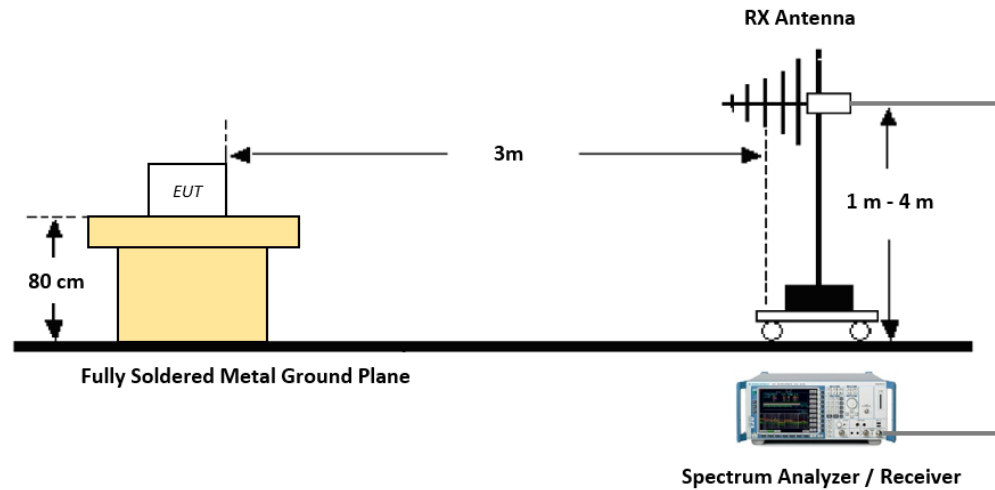 RX Antenna
3m
EUT
1 m - 4 m
80 cm
Fully Soldered Metal Ground Plane
Spectrum Analyzer / Receiver